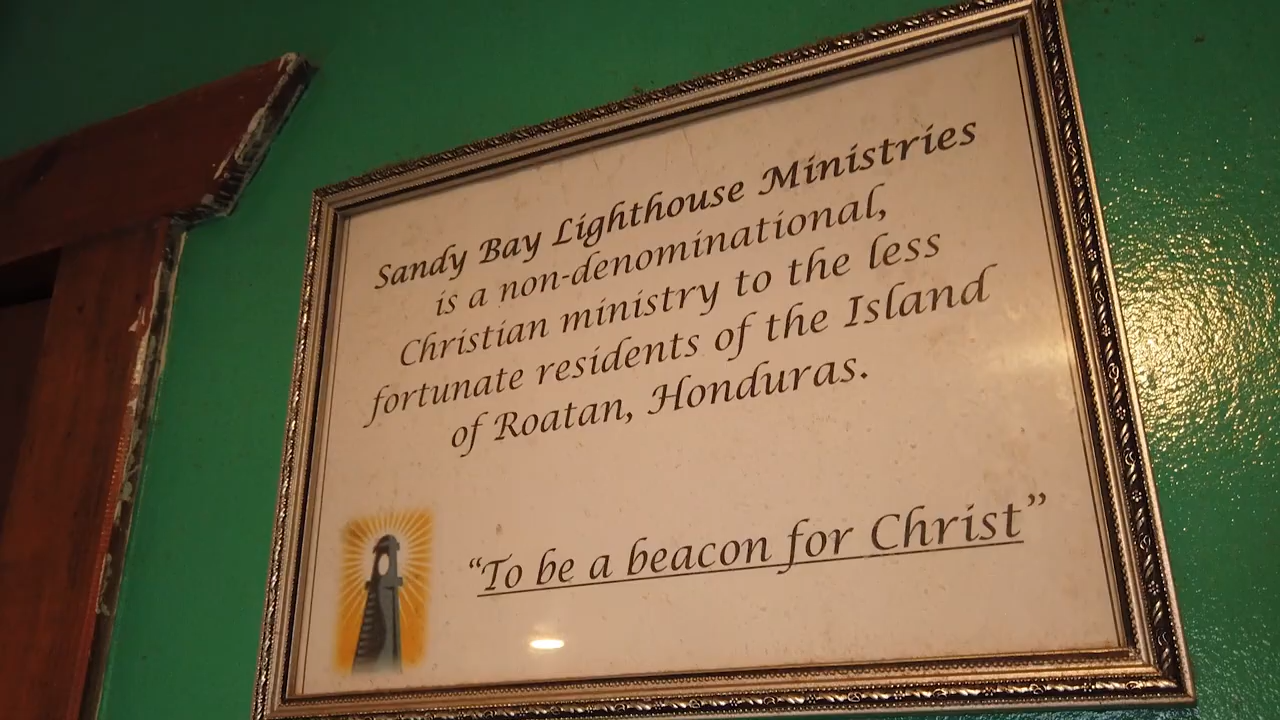 Sandy Bay Lighthouse Ministries
is a non-denominational,
Christian ministry to the less
fortunate residents of the Island
of Roatan, Honduras.
“To be a beacon for Christ”